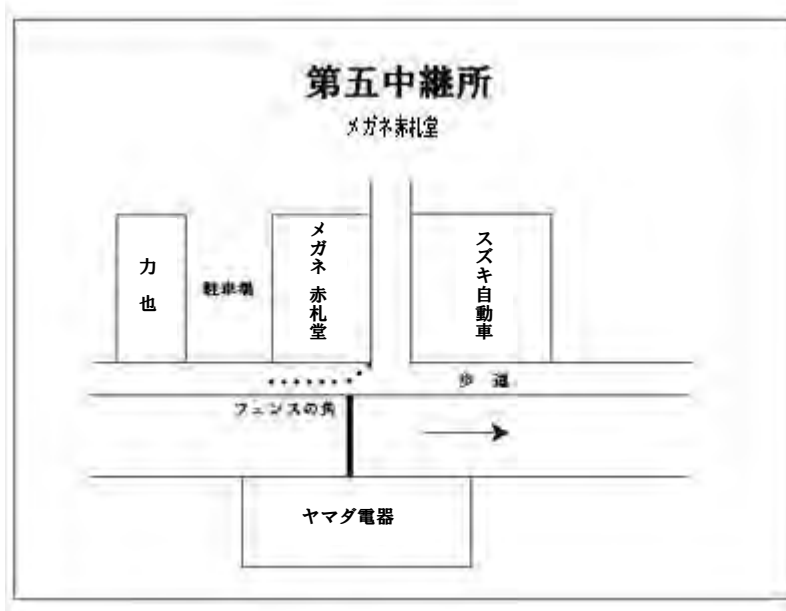 第五中継所
メガネ赤札堂
力也
駐車場
メガネ 赤札堂
スズキ自動車
歩道
フェンスの角
ヤマダ電器